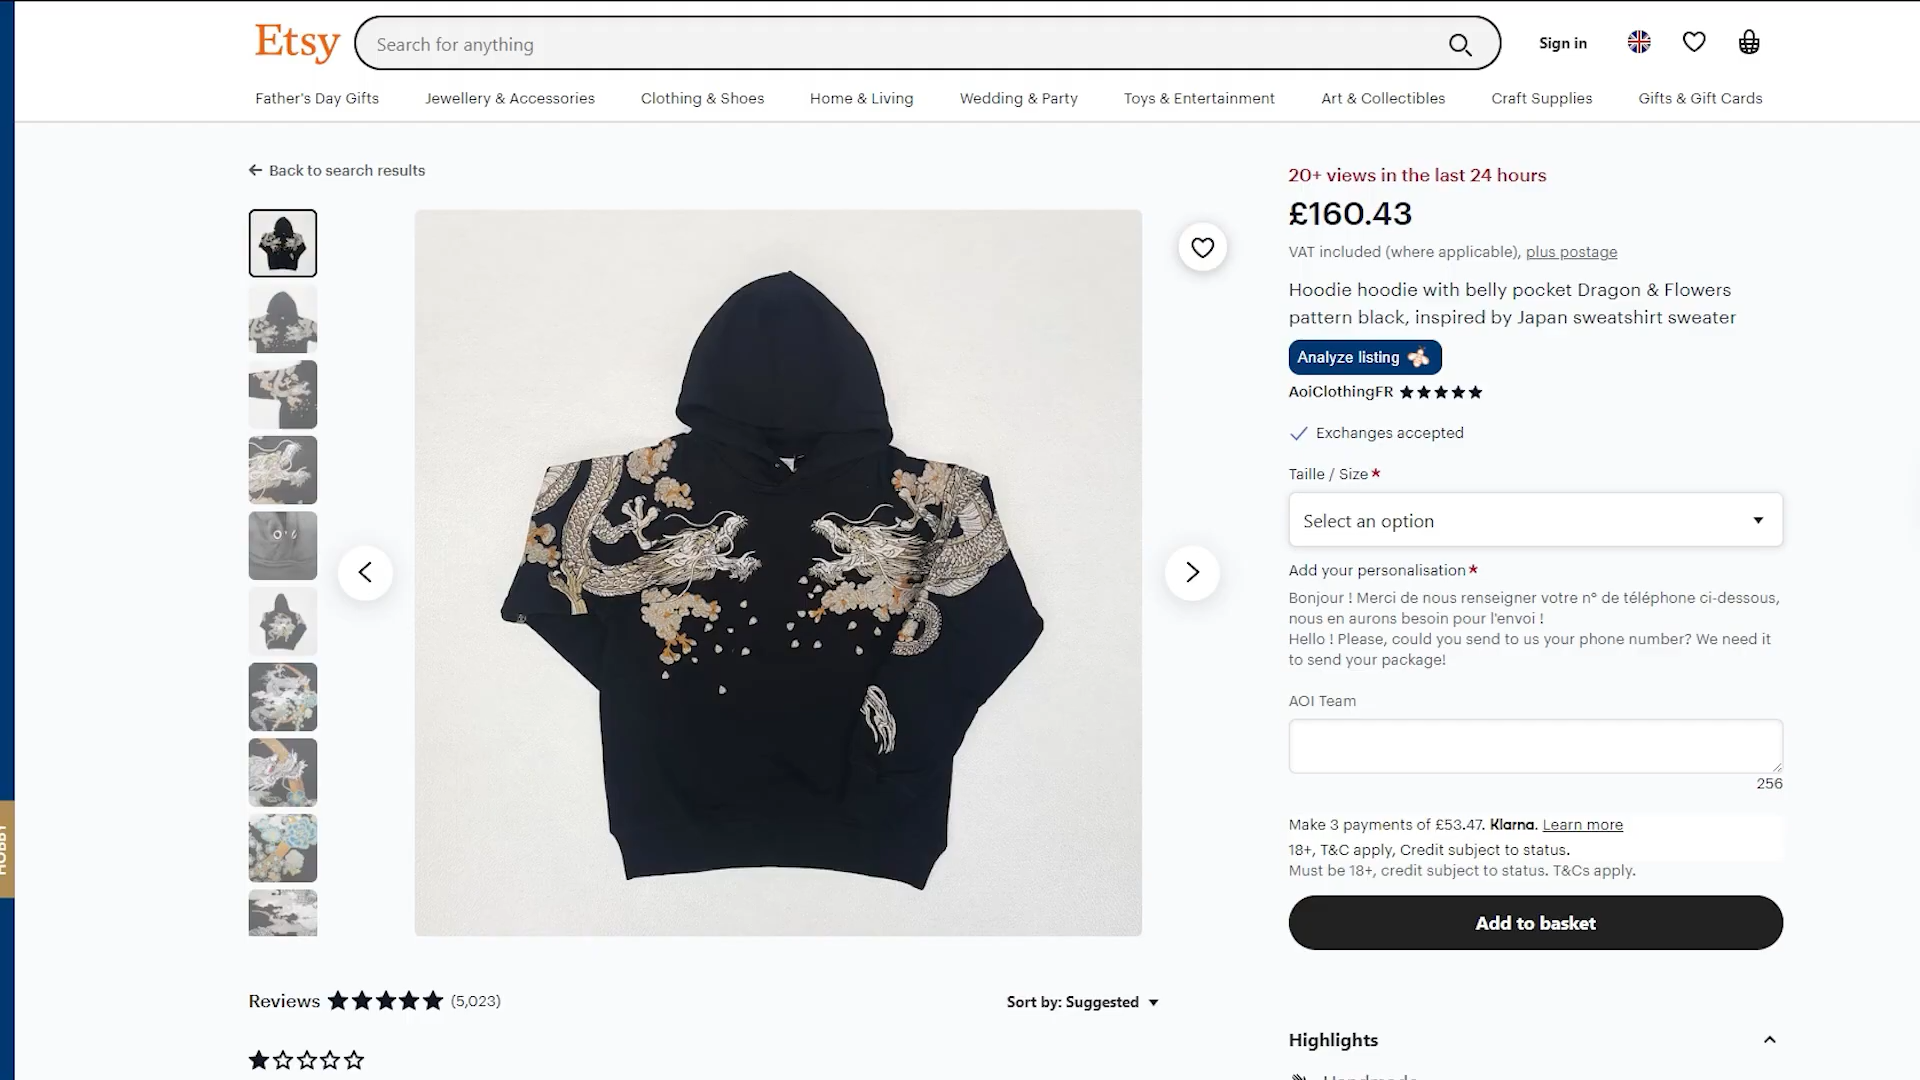 Etsy
Search for anything
Sign in
Father's Day Gifts
Jewellery & Accessories
Clothing & Shoes
Home & Living
Wedding & Party
Toys & Entertainment
Art & Collectibles
Craft Supplies
Gifts & Gift Cards
Back to search results
20+ views in the last 24 hours
£160.43
VAT included (where applicable), plus postage
Hoodie hoodie with belly pocket Dragon & Flowers
pattern black, inspired by Japan sweatshirt sweater
Analyze listing
AoiClothingFR
Exchanges accepted
Taille / Size*
Select an option
Add your personalisation*
Bonjour ! Merci de nous renseigner votre n° de téléphone ci-dessous,
nous en aurons besoin pour l'envoi !
Hello ! Please, could you send to us your phone number? We need it
to send your package!
AOI Team
256
Make 3 payments of £53.47. Klarna. Learn more
18+, T&C apply, Credit subject to status.
Must be 18+, credit subject to status. T&Cs apply.
Add to basket
Reviews (5,023)
Sort by: Suggested
Highlights
Handmade
HOBBY